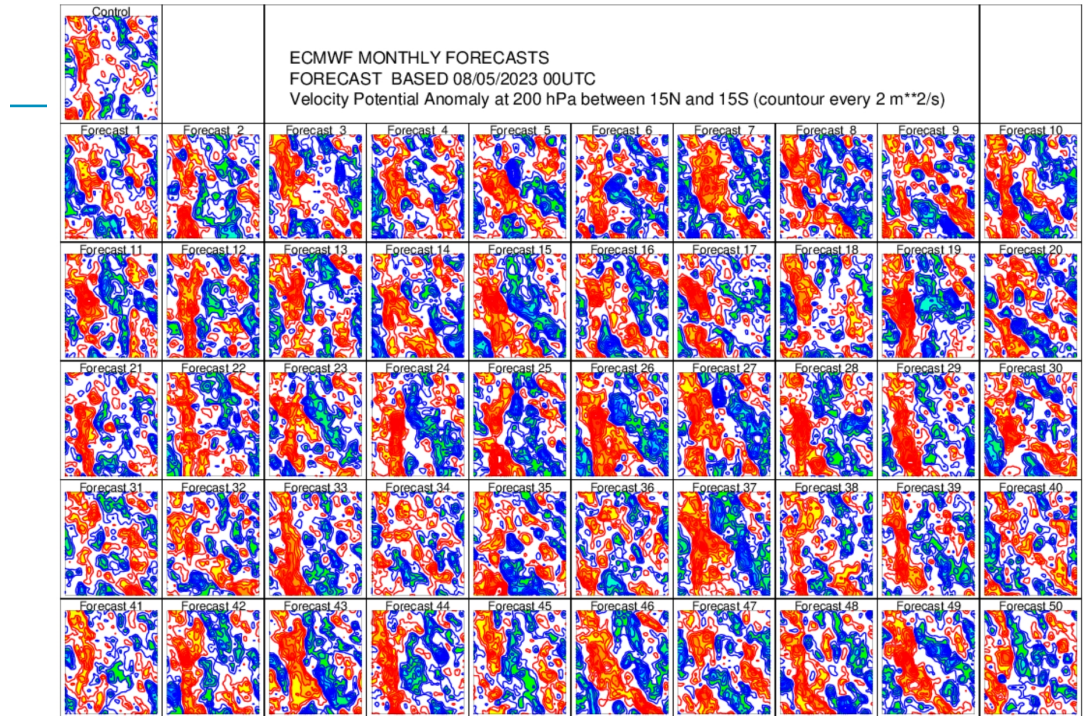 Control
ECMWF MONTHLY FORECASTS
FORECAST BASED 08/05/2023 00UTC
Velocity Potential Anomaly at 200 hPa between 15N and 15S (countour every 2 m**2/s)
Forecast 1 Forecast 2 Forecast 3 Forecast 4 Forecast 5 Forecast 6 Forecast 7 Forecast 8 Forecast 9 Forecast 10
Forecast 11 Forecast 12 Forecast 13 Forecast 14 Forecast 15 Forecast 16 Forecast 17 Forecast 18 Forecast 19 Forecast 20
Forecast 21 Forecast 22 Forecast 23 Forecast 24 Forecast 25 Forecast 26 Forecast 27 Forecast 28 Forecast 29 Forecast 30
Forecast 31 Forecast 32 Forecast 33 Forecast 34 Forecast 35 Forecast 36 Forecast 37 Forecast 38 Forecast 39 Forecast 40
Forecast 41 Forecast 42 Forecast 43 Forecast 44 Forecast 45 Forecast 46 Forecast 47 Forecast 48 Forecast 49 Forecast 50